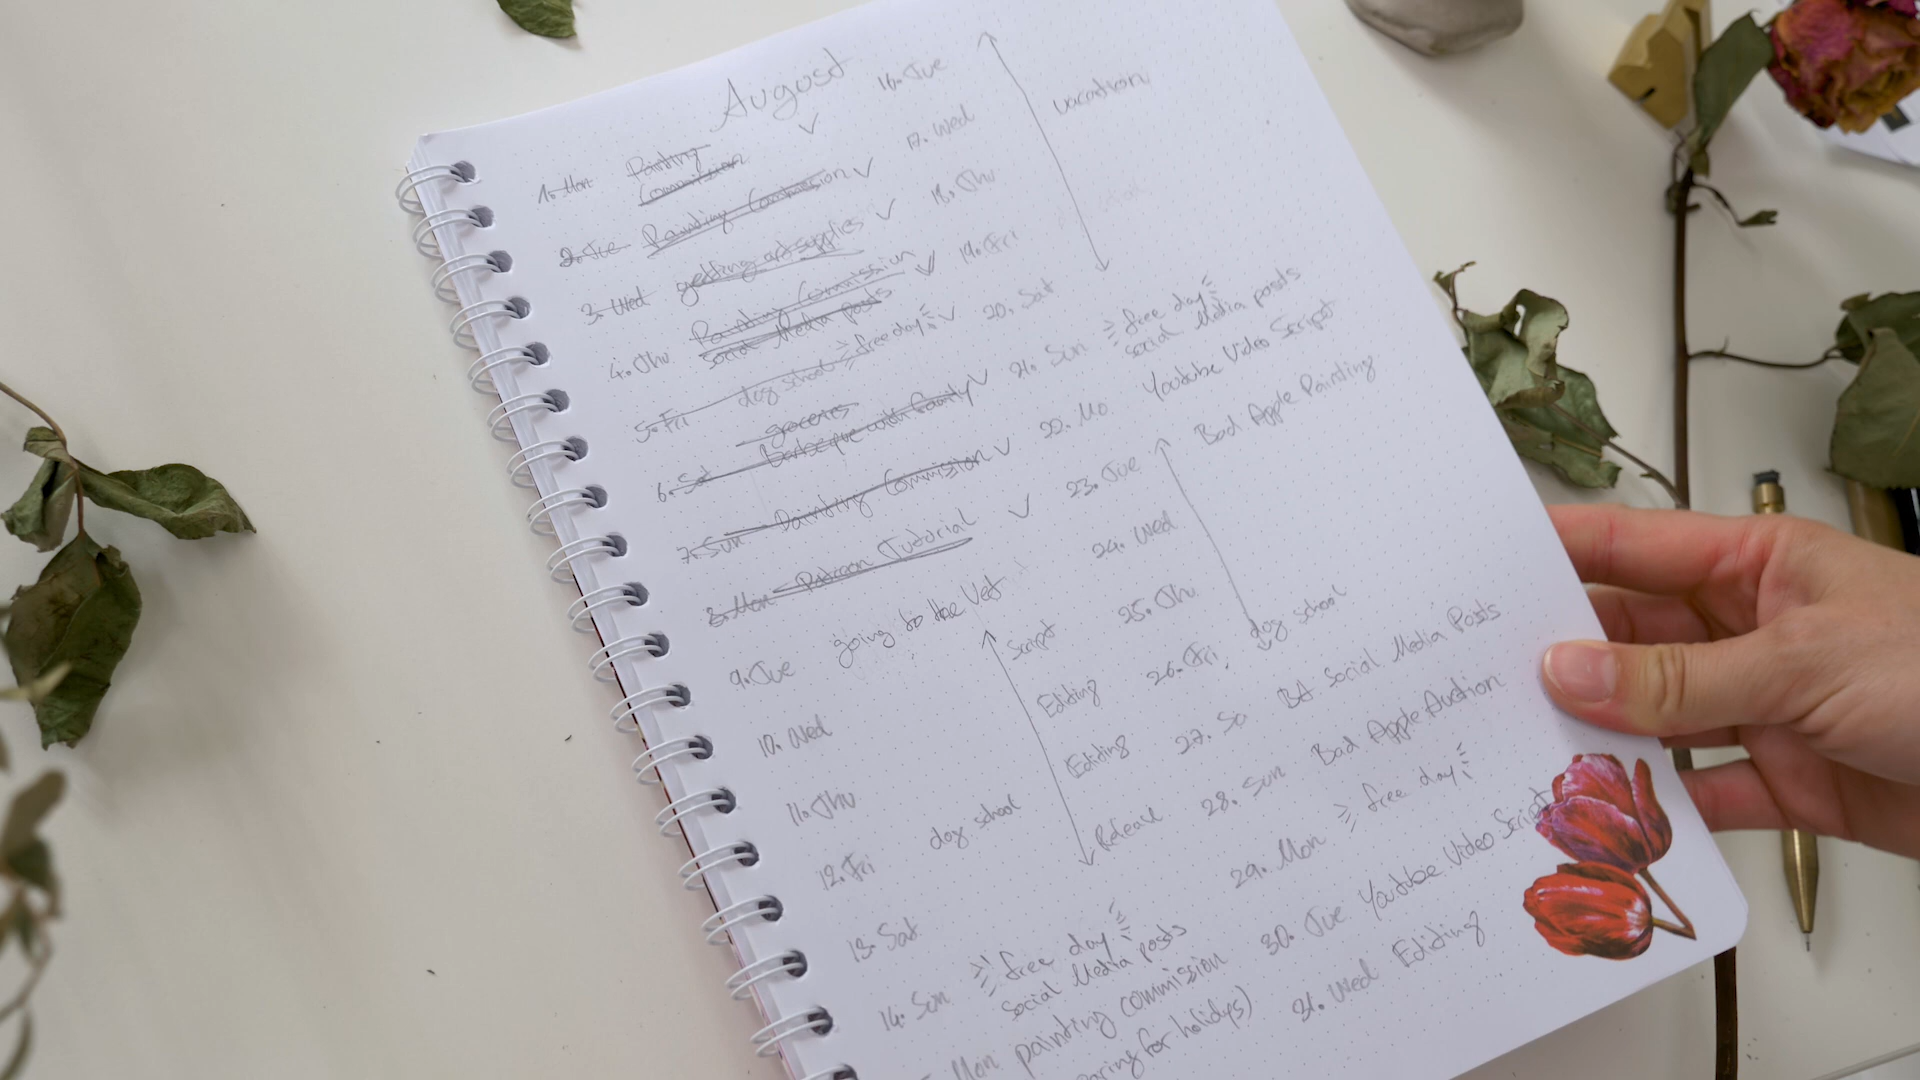 August
1. Mon Painting
Commission
2. Tue Painting Commission
3. Wed getting art supplies
4. Thu Painting Commission
Social Media posts
5. Fri dog school free day
6. Sat groceries
Barbeque with family
7. Sun Painting Commission
8. Mon Patreon Tutorial
9. Tue going to the Vet
10. Wed Script
11. Thu Editing
12. Fri dog school Editing
13. Sat Release
14. Sun free day
Social Media posts
Mon painting commission
for holidys)
16. Tue vacation
17. Wed
18. Thu
19. Fri
20. Sat
21. Sun free day
social Media posts
22. Mo Youtube Video Script
23. Tue Bad Apple Painting
24. Wed
25. Thu
26. Fri dog school
27. Sa BA Social Media Posts
28. Sun Bad Apple Auction
29. Mon free day
30. Tue Youtube Video Script
31. Wed Editing